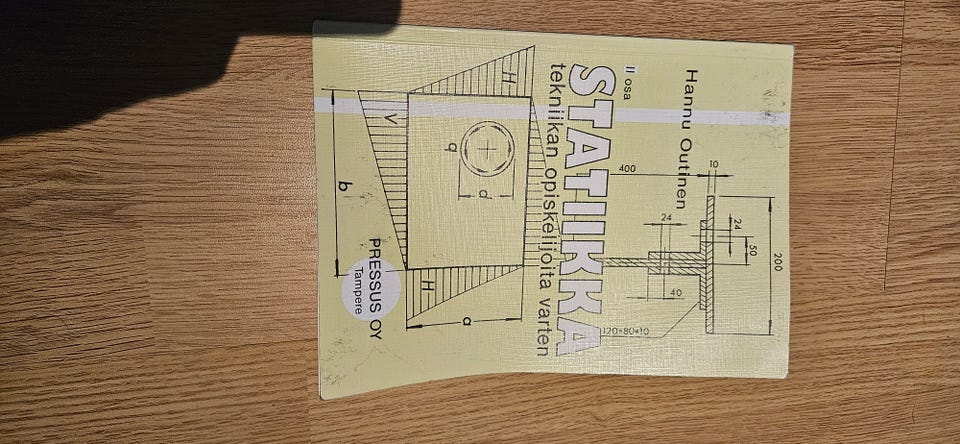 Hannu Outinen
II osa
STATIIKKA
tekniikan opiskelijoita varten
200
24
50
10
400
24
40
120×80×10
H
V
q
d
b
H
a
PRESSUS OY
Tampere